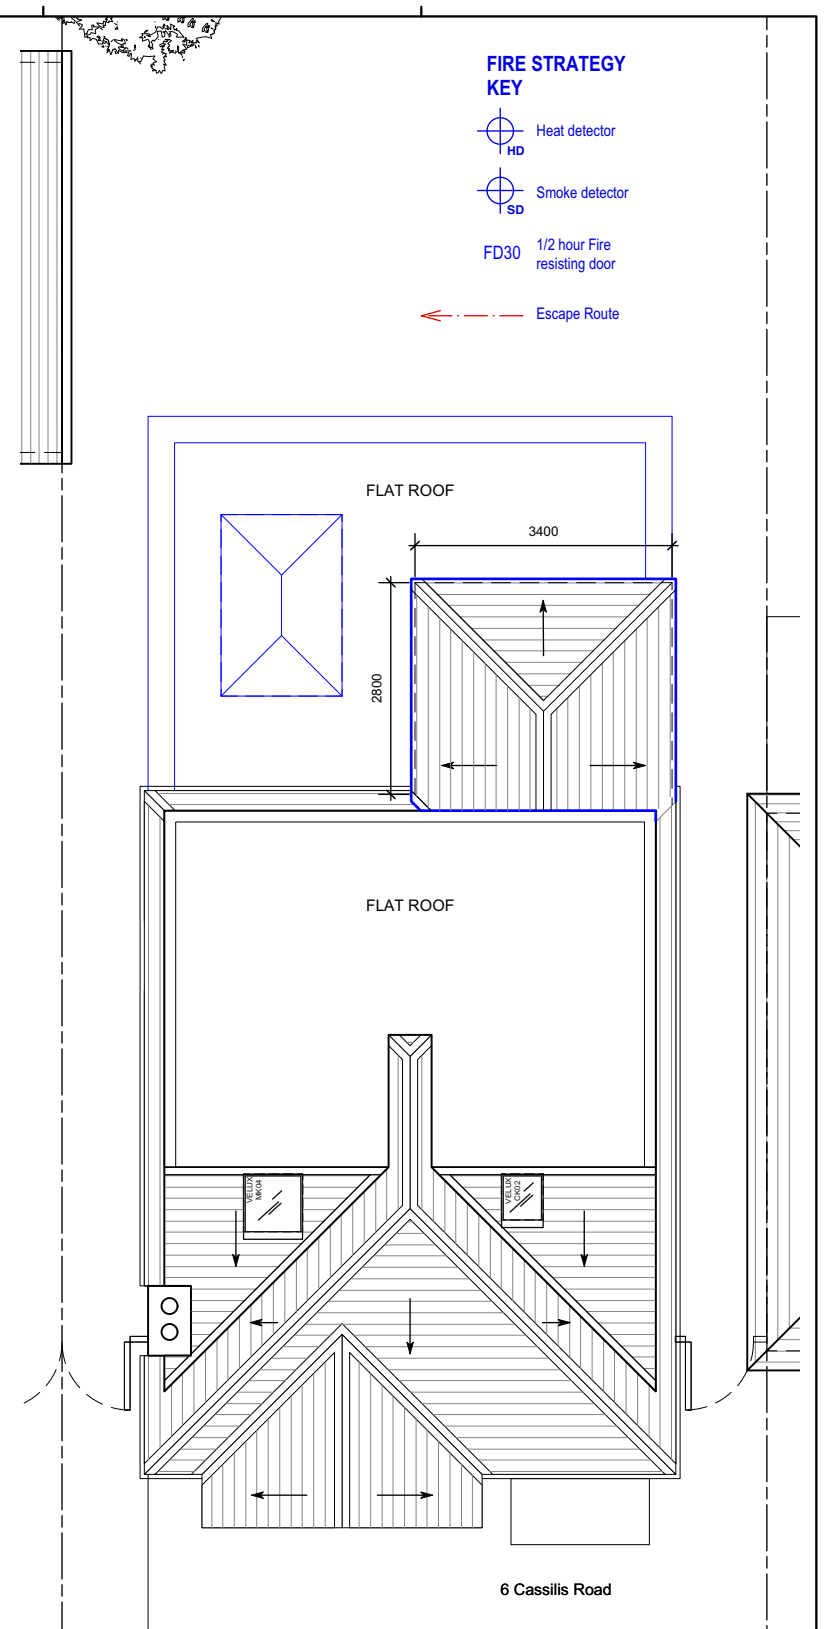 FIRE STRATEGY
KEY
Heat detector
HD
Smoke detector
SD
FD30
1/2 hour Fire
resisting door
Escape Route
FLAT ROOF
3400
2800
FLAT ROOF
VELUX
MK04
VELUX
CK02
6 Cassilis Road